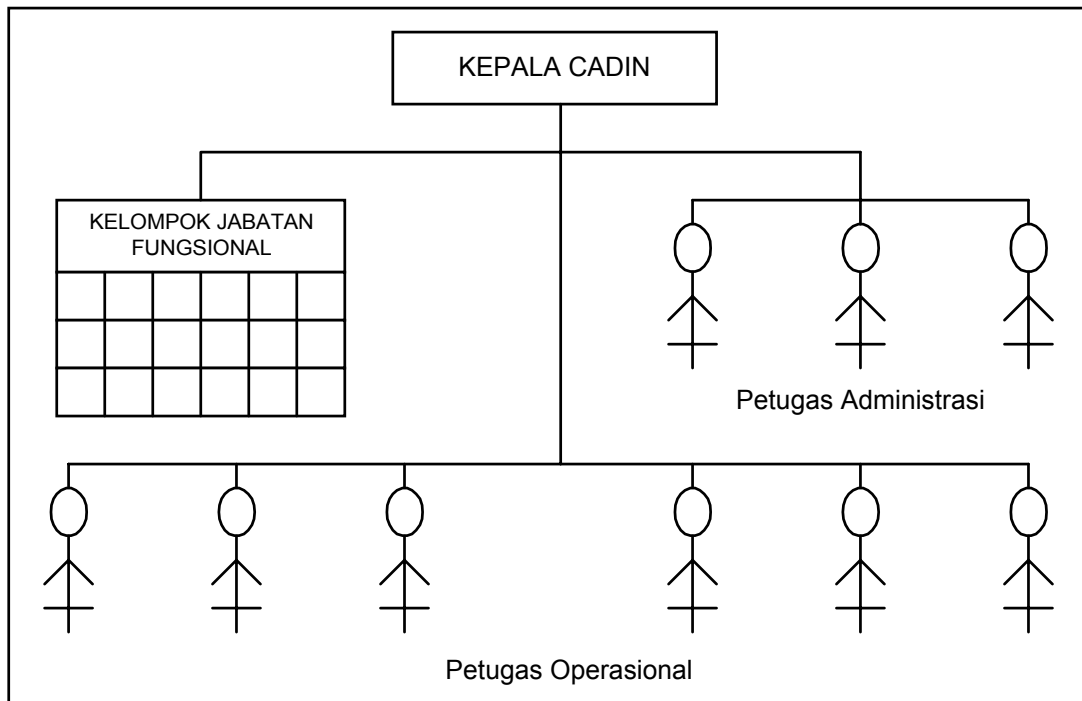 KEPALA CADIN
KELOMPOK JABATAN
FUNGSIONAL
Petugas Administrasi
Petugas Operasional